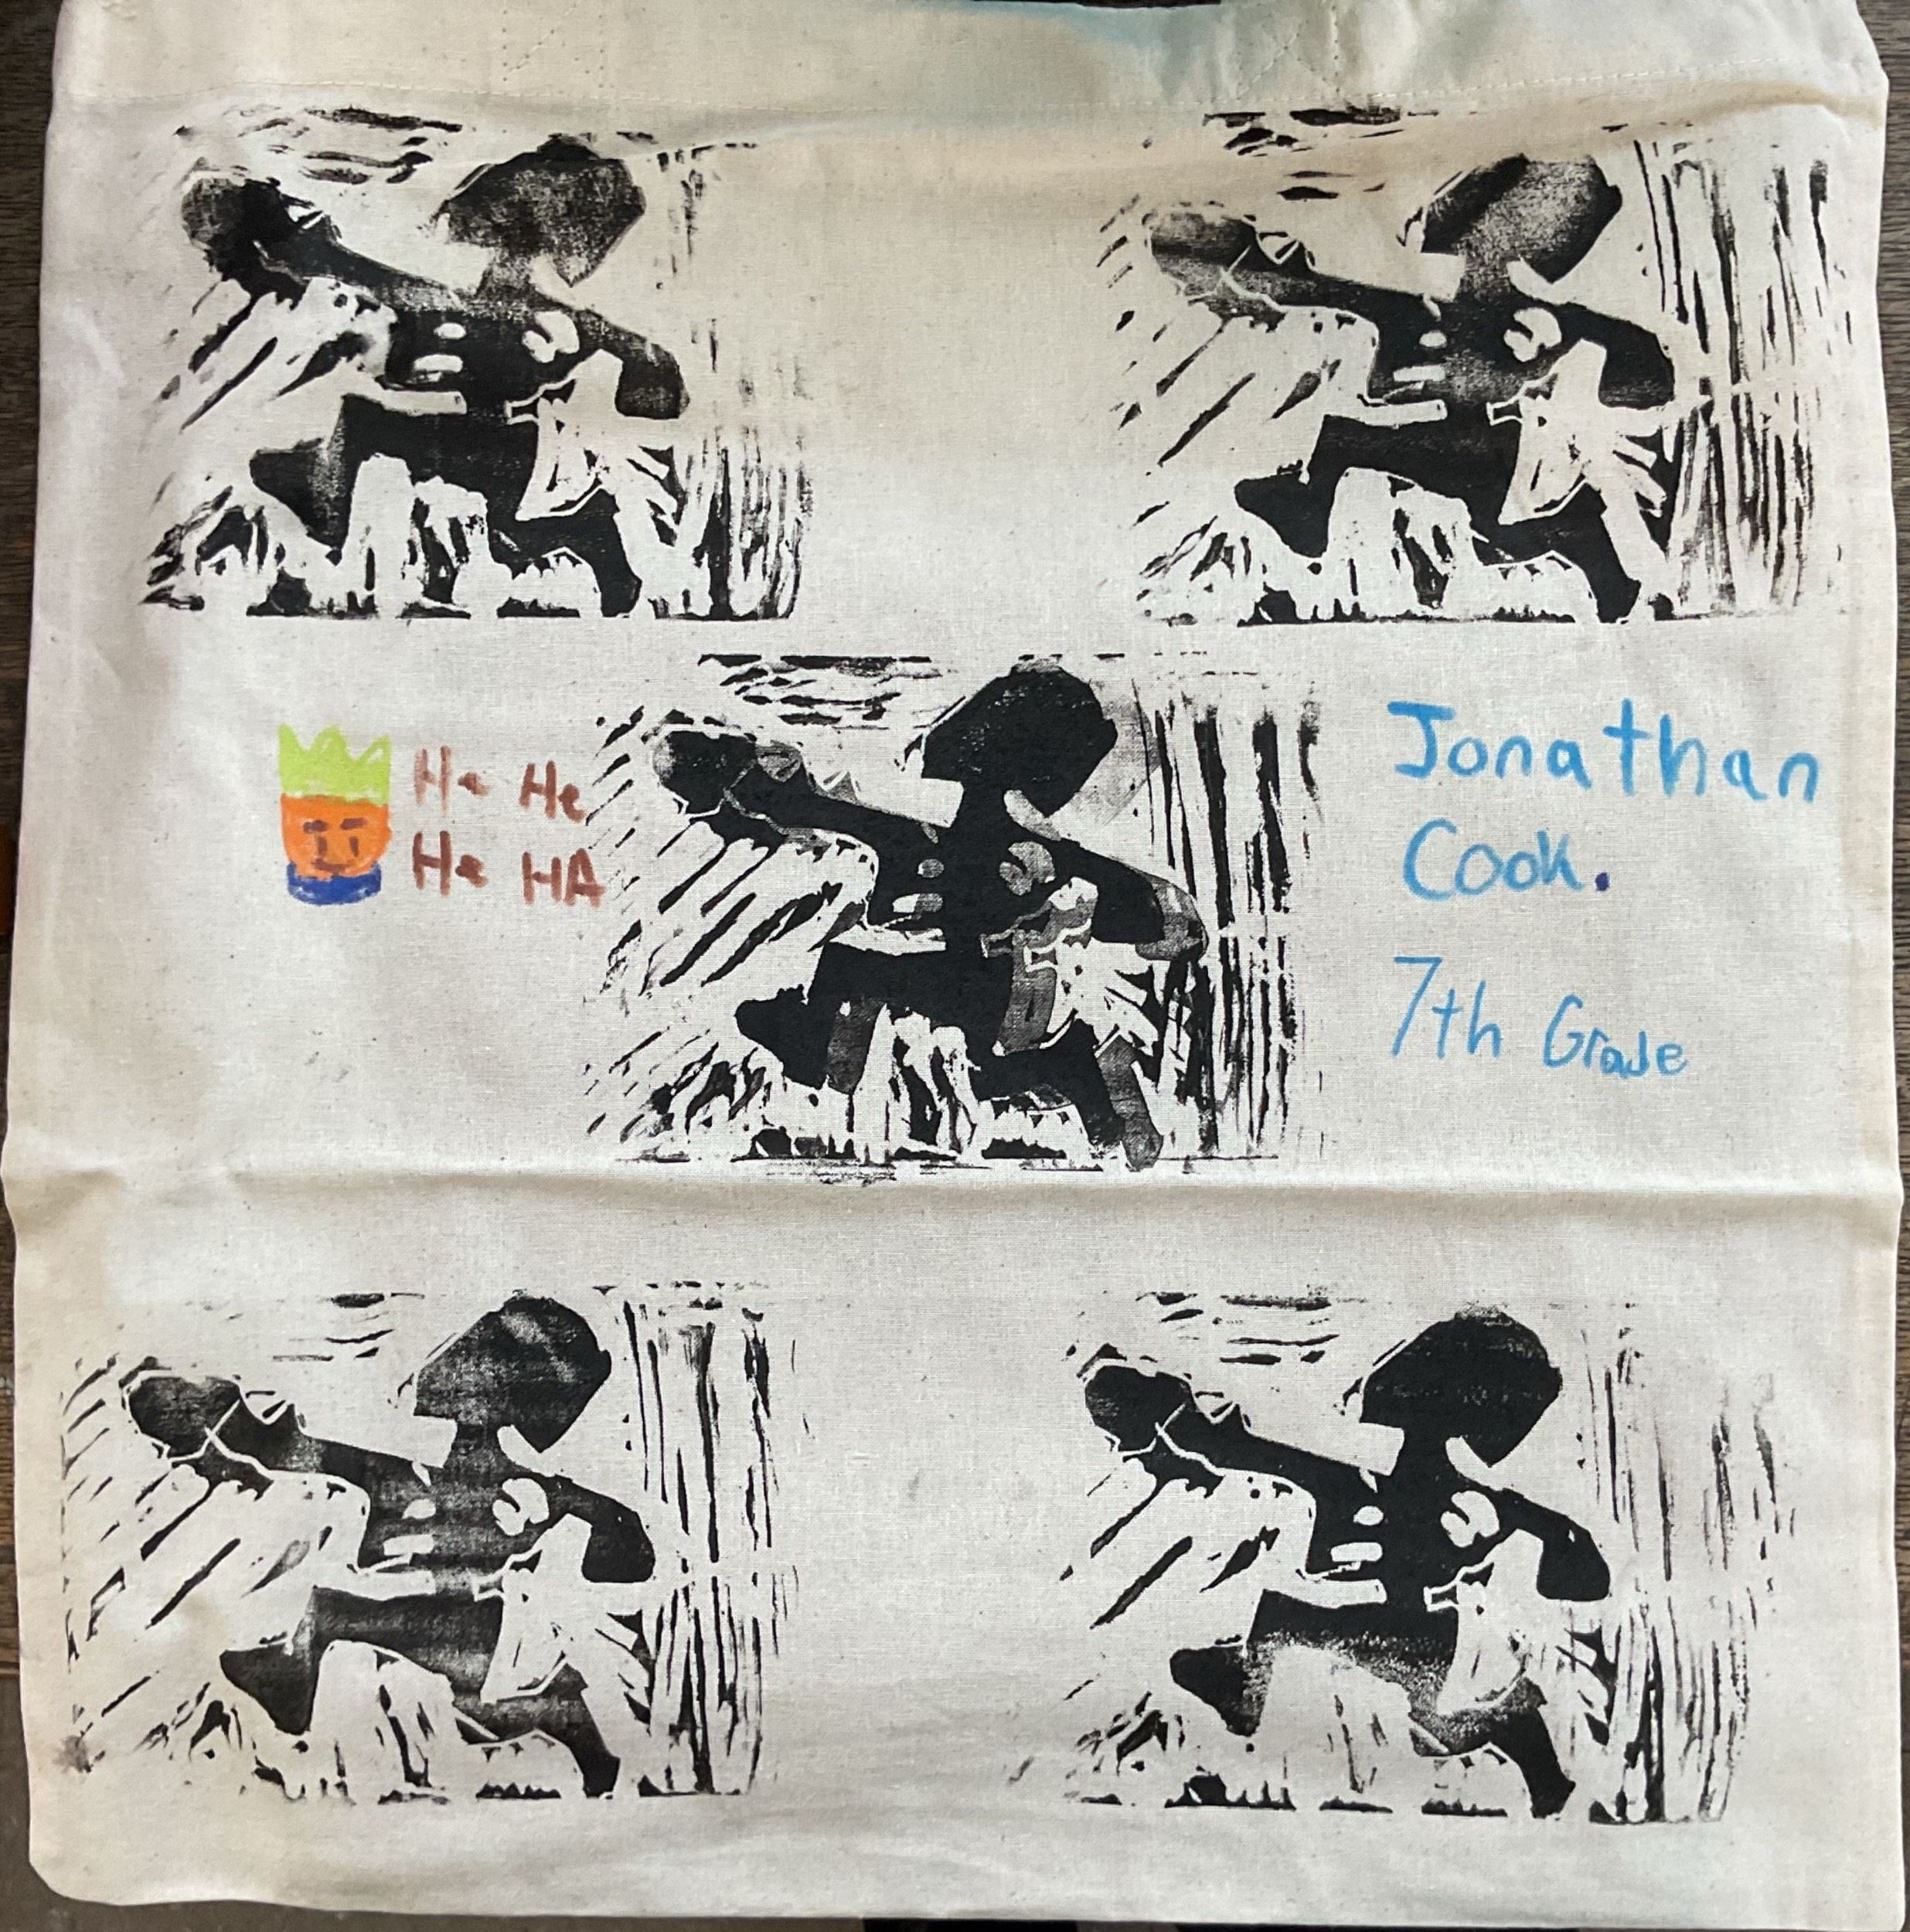 He He
He HA
Jonathan
Cook.
7th Grade